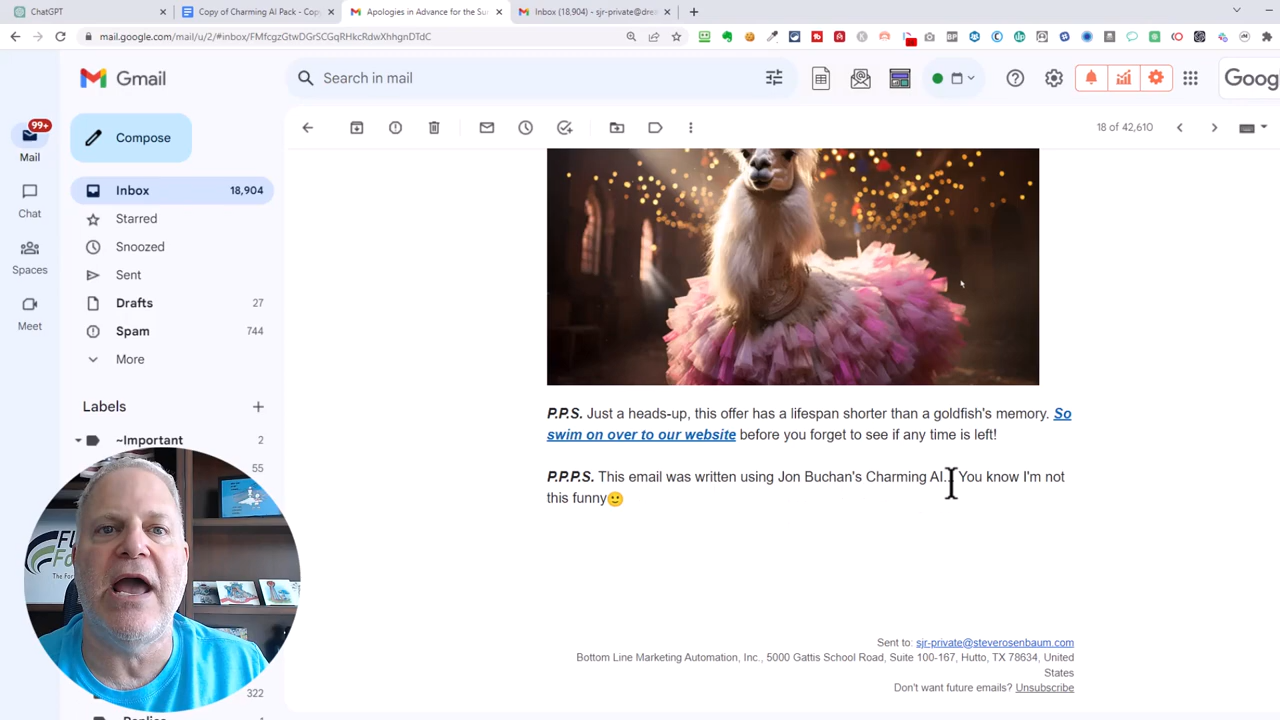 ChatGPT
Copy of Charming AI Pack - Copy
Apologies in Advance for the Sur
Inbox (18,904) - sjr-private@drea
mail.google.com/mail/u/2/#inbox/FMfcgzGtwDGrSCGqRHkcRdwXhhgnDTdC
Gmail
Search in mail
Goog
Compose
18 of 42,610
99+
Mail
Chat
Spaces
Meet
Inbox 18,904
Starred
Snoozed
Sent
Drafts 27
Spam 744
More
Labels
~Important 2
55
322
P.P.S. Just a heads-up, this offer has a lifespan shorter than a goldfish's memory. So
swim on over to our website before you forget to see if any time is left!
P.P.P.S. This email was written using Jon Buchan's Charming AI.. You know I'm not
this funny🙂
Sent to: sjr-private@steverosenbaum.com
Bottom Line Marketing Automation, Inc., 5000 Gattis School Road, Suite 100-167, Hutto, TX 78634, United
States
Don't want future emails? Unsubscribe